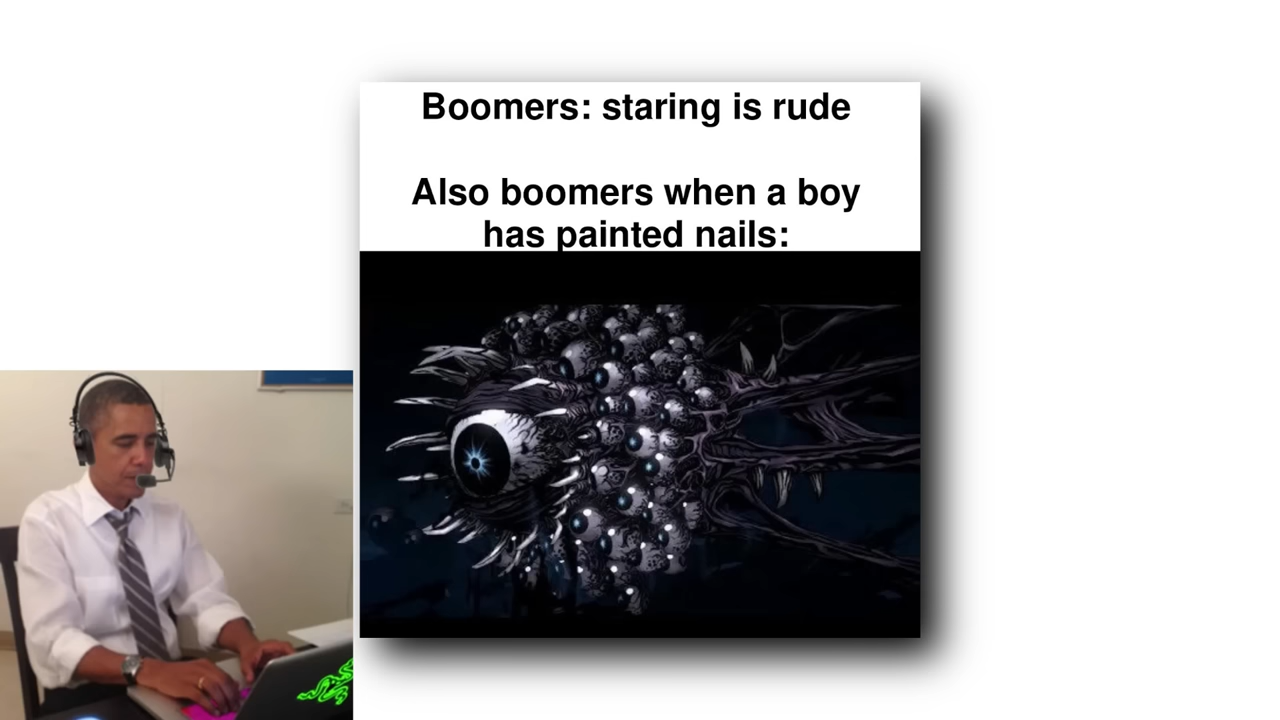 Boomers: staring is rude
Also boomers when a boy
has painted nails: